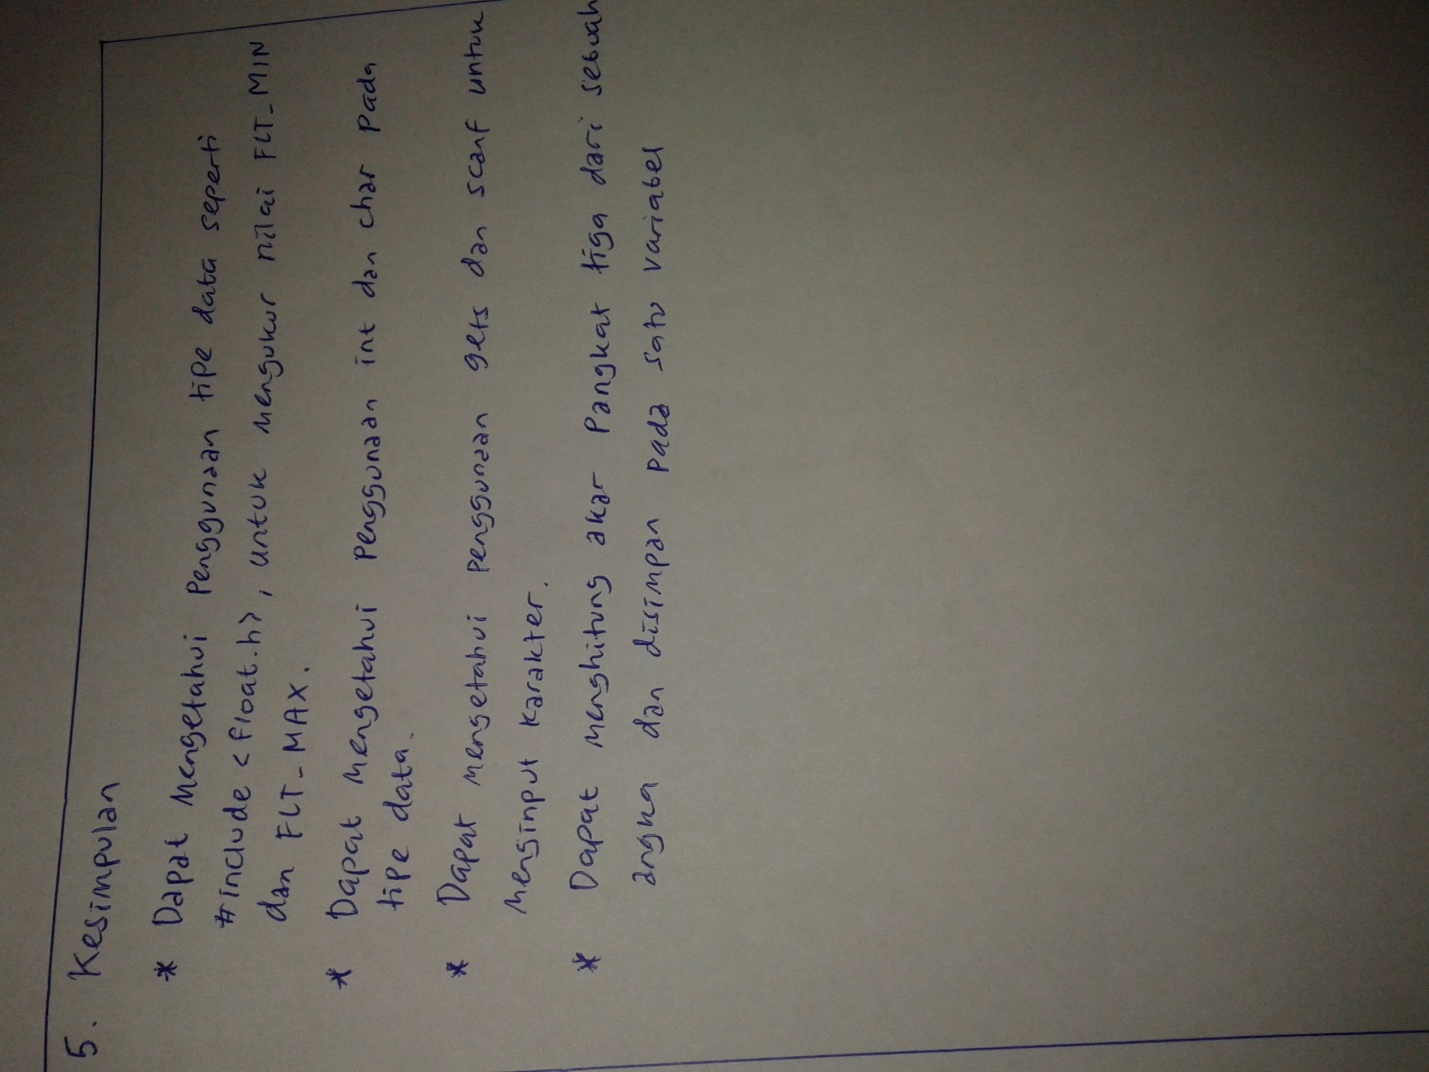 5. Kesimpulan
* Dapat mengetahui penggunaan tipe data seperti
#include <float.h>, untuk mengukur nilai FLT_MIN
dan FLT_MAX.
* Dapat mengetahui penggunaan int dan char pada
tipe data.
* Dapat mengetahui penggunaan gets dan scanf untuk
menginput karakter.
* Dapat menghitung akar pangkat tiga dari sebuah
angka dan disimpan pada satu variabel